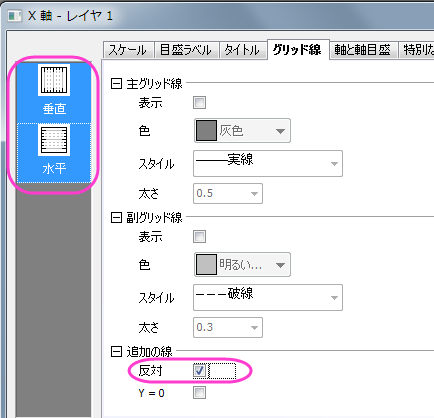 X 軸 - レイヤ 1
スケール 目盛ラベル タイトル グリッド線 軸と軸目盛
垂直
水平
主グリッド線
表示
色 灰色
スタイル 実線
太さ 0.5
副グリッド線
表示
色 明るい...
スタイル 破線
太さ 0.3
追加の線
反対
Y = 0